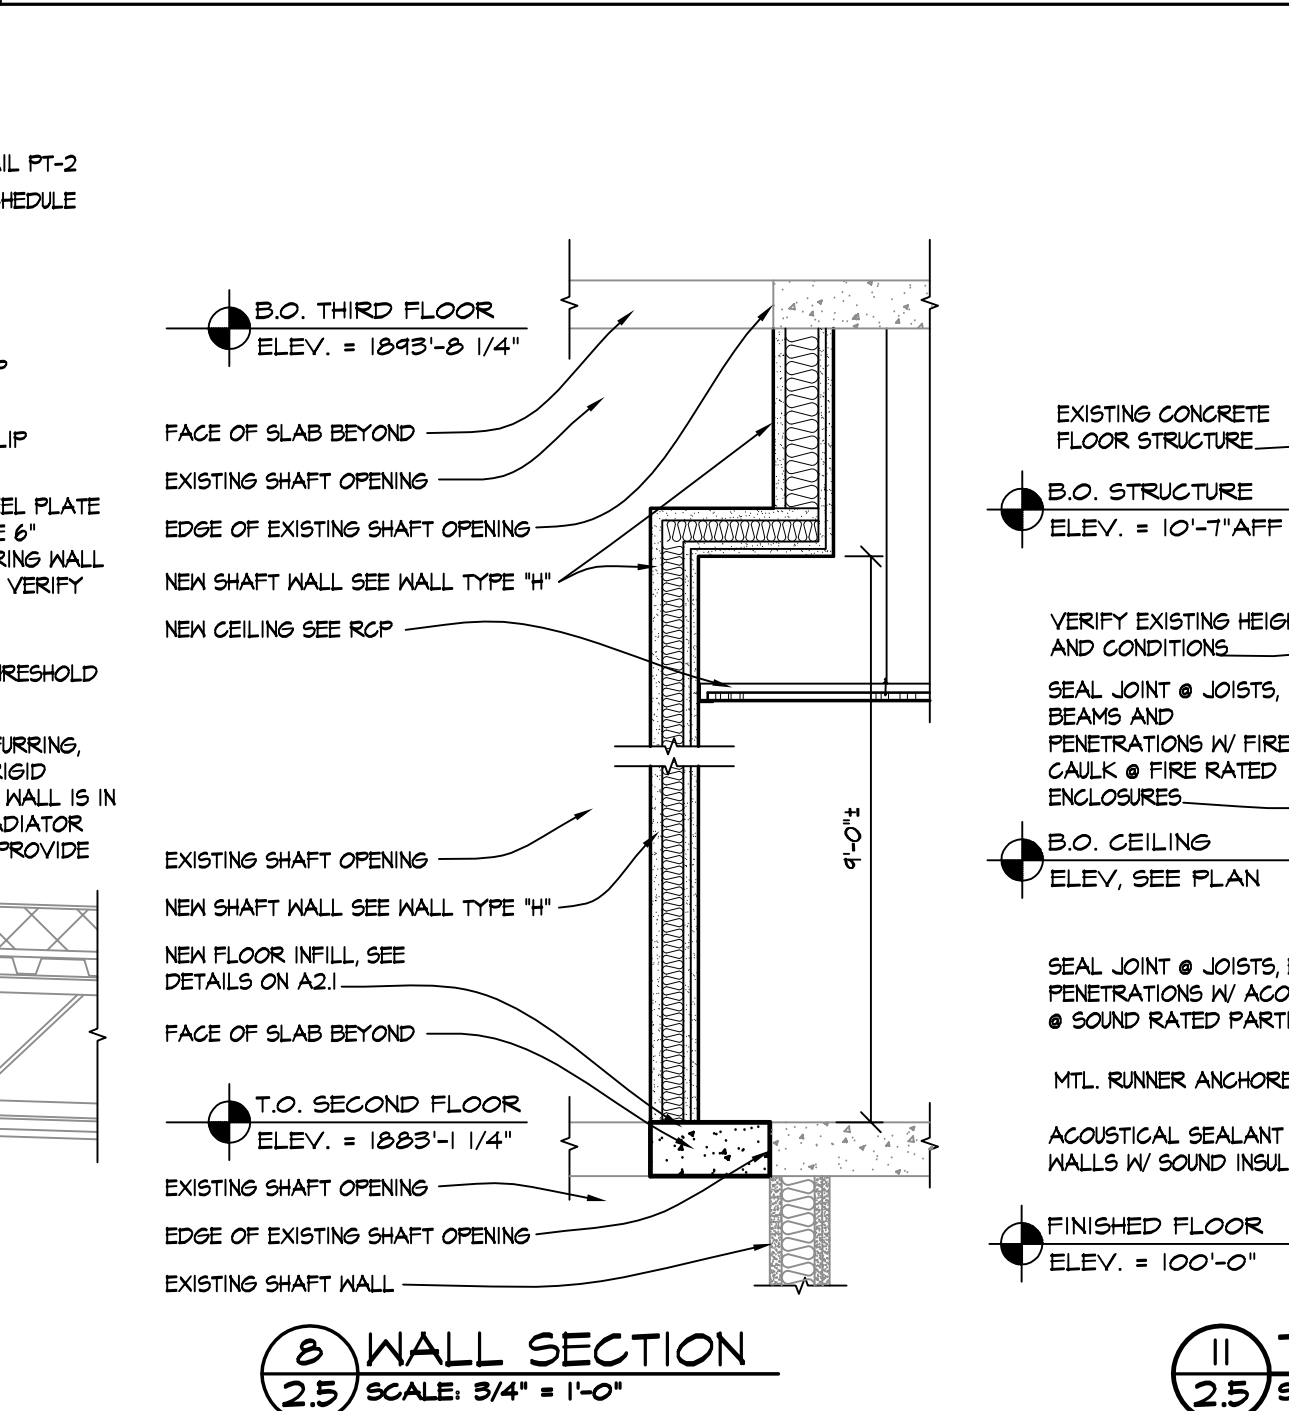 AIL PT-2
HEDULE
P
LIP
EEL PLATE
E 6"
RING WALL
VERIFY
RESHOLD
FURRING,
RIGID
WALL IS IN
ADIATOR
PROVIDE
B.O. THIRD FLOOR
ELEV. = 1893'-8 1/4"
FACE OF SLAB BEYOND
EXISTING SHAFT OPENING
EDGE OF EXISTING SHAFT OPENING
NEW SHAFT WALL SEE WALL TYPE "H"
NEW CEILING SEE RCP
EXISTING SHAFT OPENING
NEW SHAFT WALL SEE WALL TYPE "H"
NEW FLOOR INFILL, SEE
DETAILS ON A2.1
FACE OF SLAB BEYOND
T.O. SECOND FLOOR
ELEV. = 1883'-1 1/4"
EXISTING SHAFT OPENING
EDGE OF EXISTING SHAFT OPENING
EXISTING SHAFT WALL
9'-0"±
8
2.5
WALL SECTION
SCALE: 3/4" = 1'-0"
EXISTING CONCRETE
FLOOR STRUCTURE
B.O. STRUCTURE
ELEV. = 10'-7"AFF
VERIFY EXISTING HEIG
AND CONDITIONS
SEAL JOINT @ JOISTS,
BEAMS AND
PENETRATIONS W/ FIRE
CAULK @ FIRE RATED
ENCLOSURES
B.O. CEILING
ELEV, SEE PLAN
SEAL JOINT @ JOISTS,
PENETRATIONS W/ ACO
@ SOUND RATED PARTI
MTL. RUNNER ANCHORE
ACOUSTICAL SEALANT
WALLS W/ SOUND INSUL
FINISHED FLOOR
ELEV. = 100'-0"
11
2.5